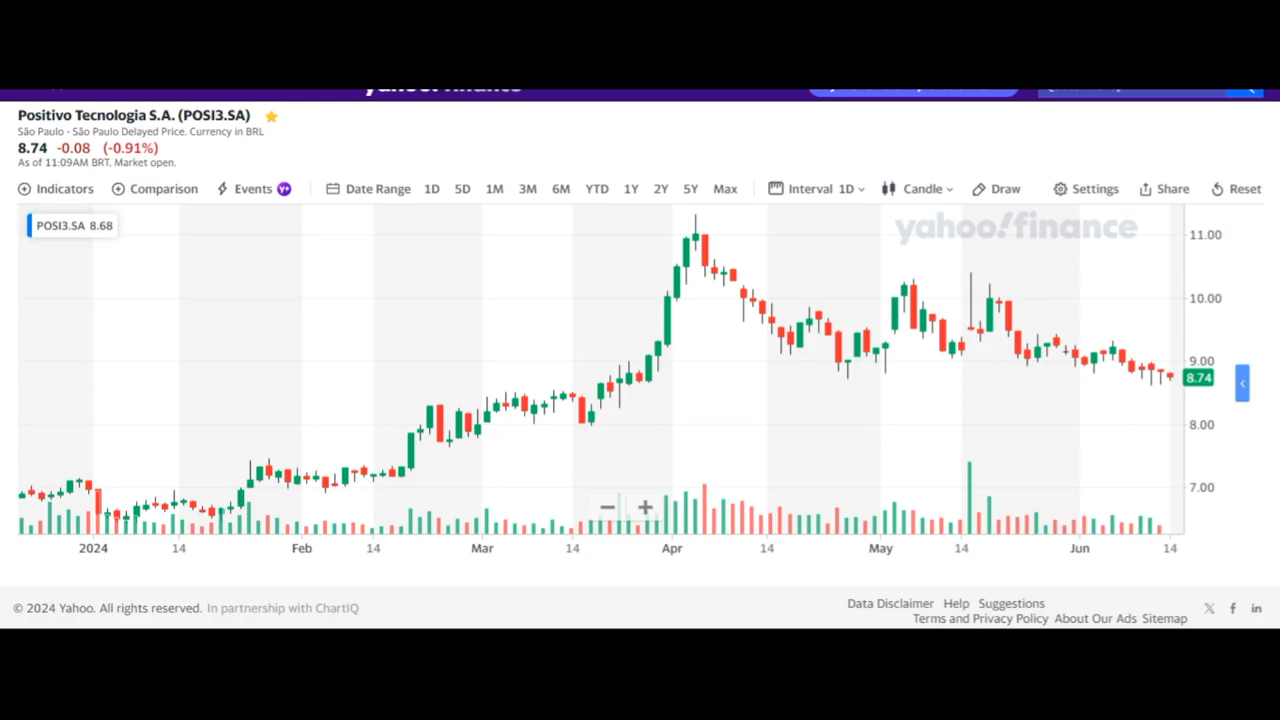 Positivo Tecnologia S.A. (POSI3.SA)
São Paulo - São Paulo Delayed Price. Currency in BRL
8.74 -0.08 (-0.91%)
As of 11:09AM BRT. Market open.
Indicators Comparison Events Y+ Date Range 1D 5D 1M 3M 6M YTD 1Y 2Y 5Y Max Interval 1D Candle Draw Settings Share Reset
POSI3.SA 8.68
yahoo!finance
11.00
10.00
9.00
8.74
8.00
7.00
2024 14 Feb 14 Mar 14 Apr 14 May 14 Jun 14
© 2024 Yahoo. All rights reserved. In partnership with ChartIQ
Data Disclaimer Help Suggestions
Terms and Privacy Policy About Our Ads Sitemap